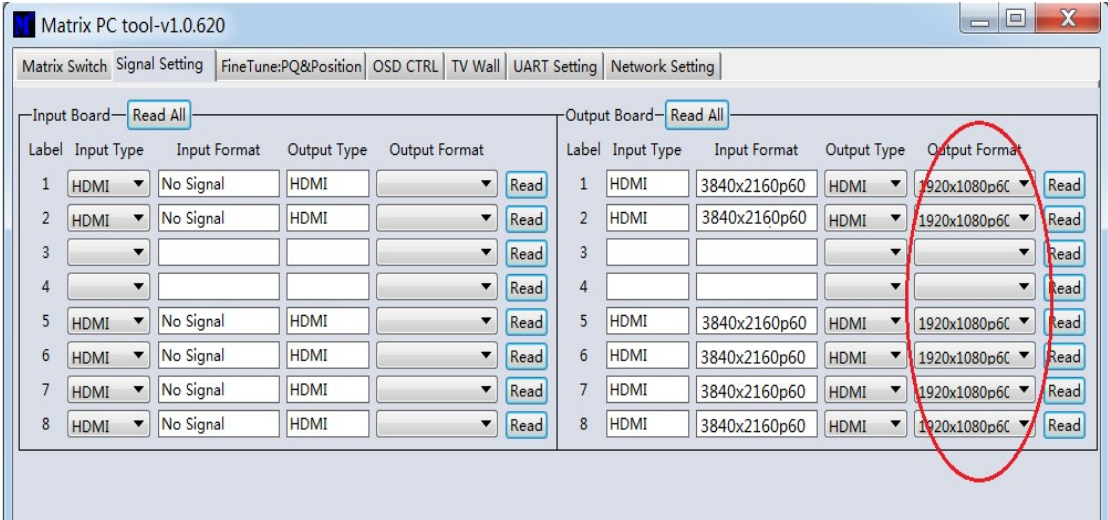 Matrix PC tool-v1.0.620
Matrix Switch Signal Setting FineTune:PQ&Position OSD CTRL TV Wall UART Setting Network Setting
Input Board Read All Output Board Read All
Label Input Type Input Format Output Type Output Format Label Input Type Input Format Output Type Output Format
1 HDMI No Signal HDMI Read 1 HDMI 3840x2160p60 HDMI 1920x1080p60 Read
2 HDMI No Signal HDMI Read 2 HDMI 3840x2160p60 HDMI 1920x1080p60 Read
3 Read 3 Read
4 Read 4 Read
5 HDMI No Signal HDMI Read 5 HDMI 3840x2160p60 HDMI 1920x1080p60 Read
6 HDMI No Signal HDMI Read 6 HDMI 3840x2160p60 HDMI 1920x1080p60 Read
7 HDMI No Signal HDMI Read 7 HDMI 3840x2160p60 HDMI 1920x1080p60 Read
8 HDMI No Signal HDMI Read 8 HDMI 3840x2160p60 HDMI 1920x1080p60 Read